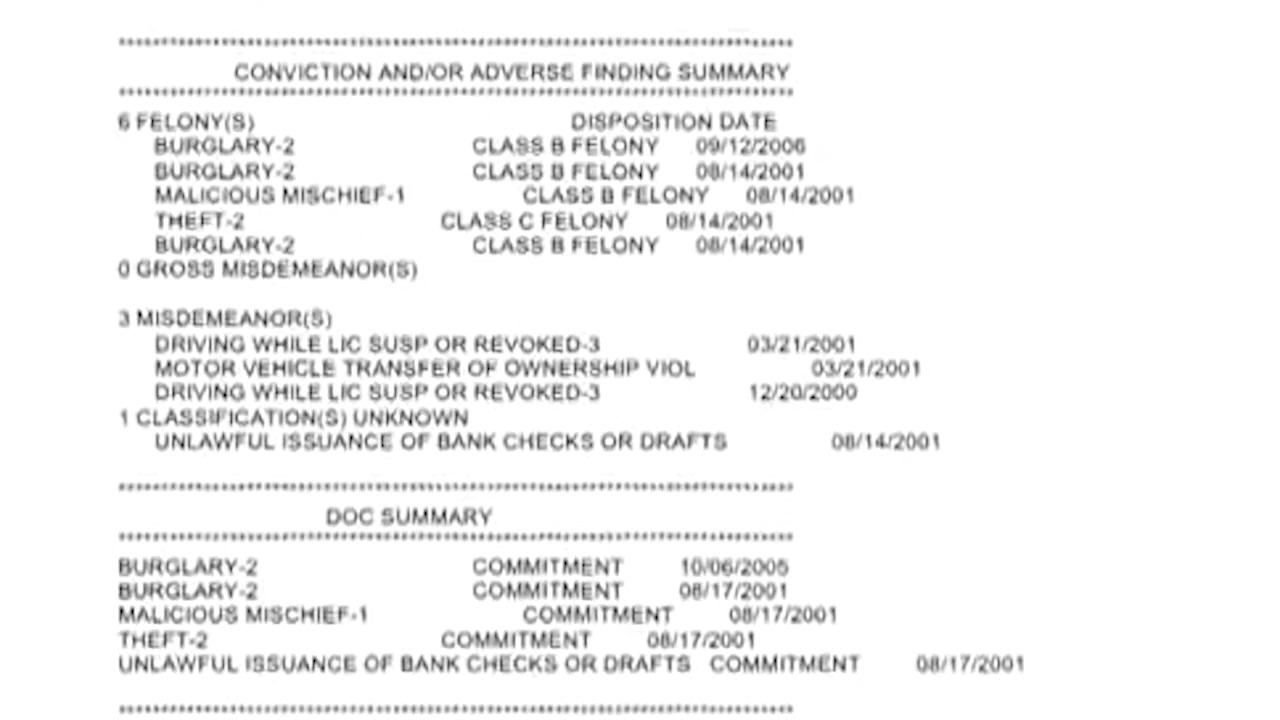 CONVICTION AND/OR ADVERSE FINDING SUMMARY
6 FELONY(S) DISPOSITION DATE
BURGLARY-2 CLASS B FELONY 09/12/2006
BURGLARY-2 CLASS B FELONY 08/14/2001
MALICIOUS MISCHIEF-1 CLASS B FELONY 08/14/2001
THEFT-2 CLASS C FELONY 08/14/2001
BURGLARY-2 CLASS B FELONY 08/14/2001
0 GROSS MISDEMEANOR(S)
3 MISDEMEANOR(S)
DRIVING WHILE LIC SUSP OR REVOKED-3 03/21/2001
MOTOR VEHICLE TRANSFER OF OWNERSHIP VIOL 03/21/2001
DRIVING WHILE LIC SUSP OR REVOKED-3 12/20/2000
1 CLASSIFICATION(S) UNKNOWN
UNLAWFUL ISSUANCE OF BANK CHECKS OR DRAFTS 08/14/2001
DOC SUMMARY
BURGLARY-2 COMMITMENT 10/06/2005
BURGLARY-2 COMMITMENT 08/17/2001
MALICIOUS MISCHIEF-1 COMMITMENT 08/17/2001
THEFT-2 COMMITMENT 08/17/2001
UNLAWFUL ISSUANCE OF BANK CHECKS OR DRAFTS COMMITMENT 08/17/2001